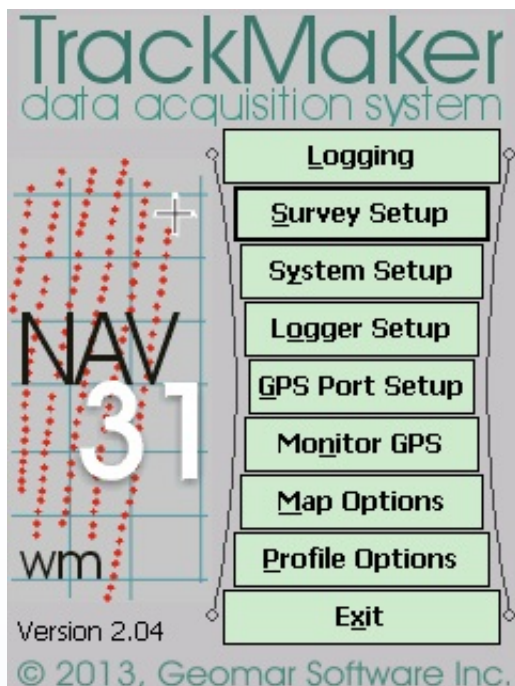 TrackMaker
data acquisition system
Logging
Survey Setup
System Setup
Logger Setup
GPS Port Setup
Monitor GPS
Map Options
Profile Options
Exit
NAV
31
wm
Version 2.04
© 2013, Geomar Software Inc.